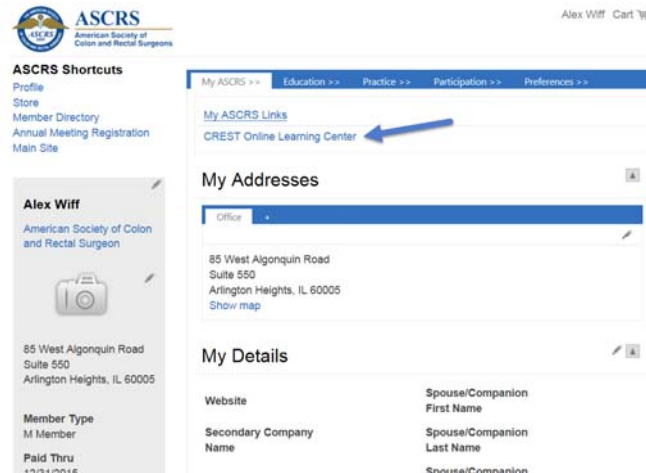 ASCRS
American Society of
Colon and Rectal Surgeons
Alex Wiff Cart
ASCRS Shortcuts
Profile
Store
Member Directory
Annual Meeting Registration
Main Site
My ASCRS >> Education >> Practice >> Participation >> Preferences >>
My ASCRS Links
CREST Online Learning Center
My Addresses
Office +
85 West Algonquin Road
Suite 550
Arlington Heights, IL 60005
Show map
Alex Wiff
American Society of Colon
and Rectal Surgeon
85 West Algonquin Road
Suite 550
Arlington Heights, IL 60005
Member Type
M Member
Paid Thru
12/31/2015
My Details
Website
Spouse/Companion
First Name
Secondary Company
Name
Spouse/Companion
Last Name
Spouse/Companion